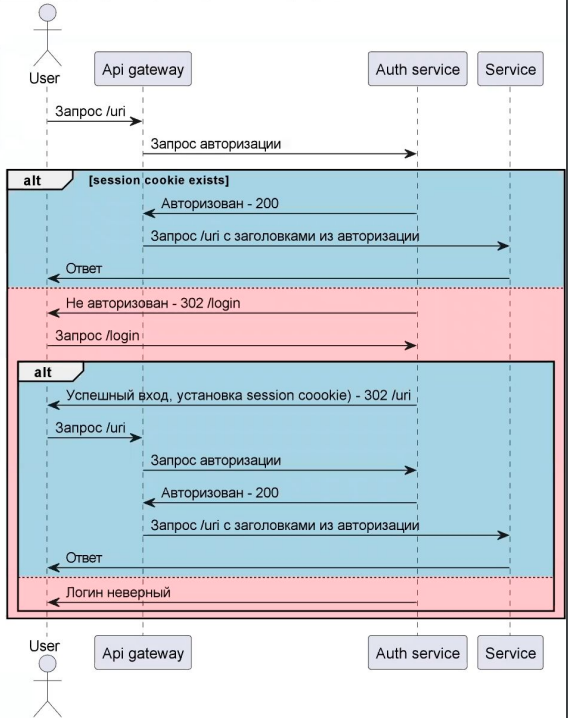 User
Api gateway
Auth service
Service
Запрос /uri
Запрос авторизации
alt
[session cookie exists]
Авторизован - 200
Запрос /uri с заголовками из авторизации
Ответ
Не авторизован - 302 /login
Запрос /login
alt
Успешный вход, установка session coookie) - 302 /uri
Запрос /uri
Запрос авторизации
Авторизован - 200
Запрос /uri с заголовками из авторизации
Ответ
Логин неверный
User
Api gateway
Auth service
Service